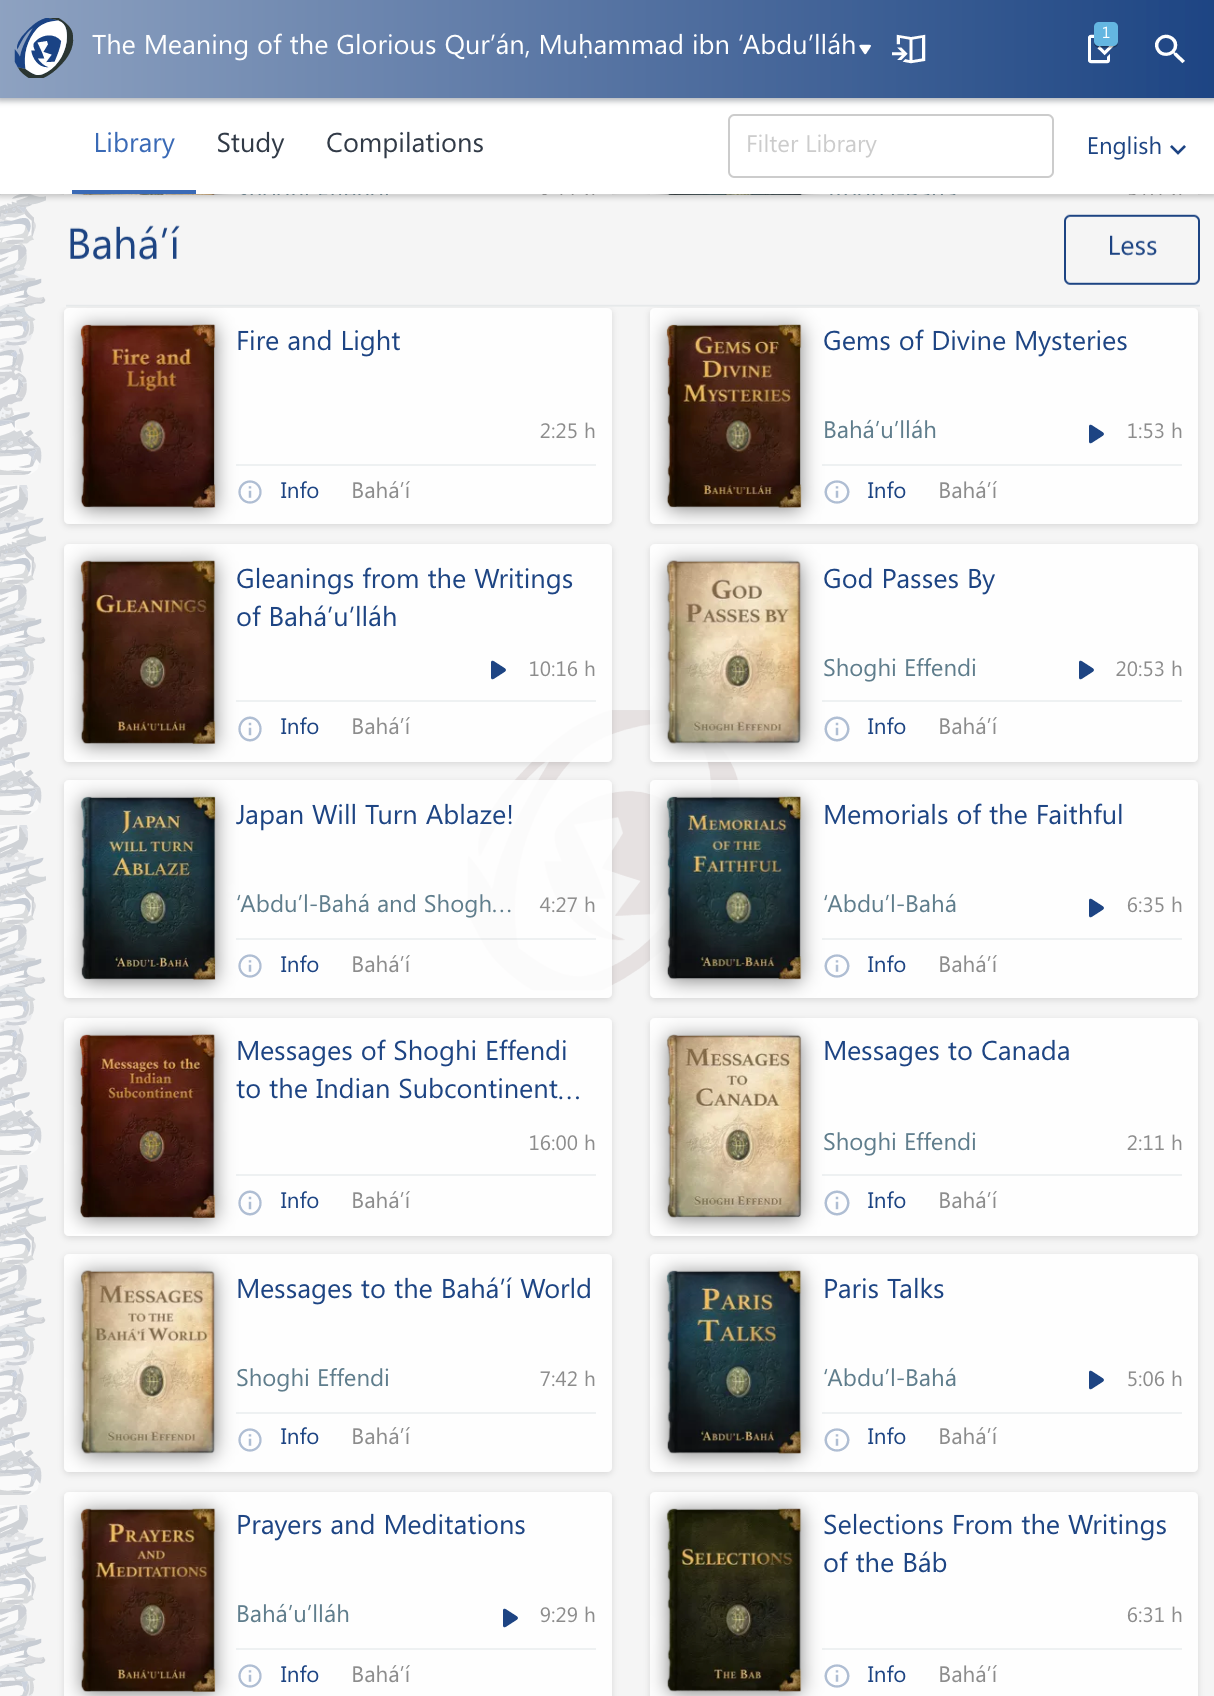 The Meaning of the Glorious Qur’án, Muḥammad ibn ‘Abdu’lláh
1
Library
Study
Compilations
Filter Library
English
Bahá’í
Less
Fire and Light
Fire and Light
2:25 h
Info
Bahá’í
GEMS OF DIVINE MYSTERIES
BAHÁ’U’LLÁH
Gems of Divine Mysteries
Bahá’u’lláh
1:53 h
Info
Bahá’í
GLEANINGS
BAHÁ’U’LLÁH
Gleanings from the Writings
of Bahá’u’lláh
10:16 h
Info
Bahá’í
GOD PASSES BY
SHOGHI EFFENDI
God Passes By
Shoghi Effendi
20:53 h
Info
Bahá’í
JAPAN WILL TURN ABLAZE
‘ABDU’L-BAHÁ
Japan Will Turn Ablaze!
‘Abdu’l-Bahá and Shogh...
4:27 h
Info
Bahá’í
MEMORIALS OF THE FAITHFUL
‘ABDU’L-BAHÁ
Memorials of the Faithful
‘Abdu’l-Bahá
6:35 h
Info
Bahá’í
Messages to the Indian Subcontinent
Messages of Shoghi Effendi
to the Indian Subcontinent...
16:00 h
Info
Bahá’í
MESSAGES TO CANADA
SHOGHI EFFENDI
Messages to Canada
Shoghi Effendi
2:11 h
Info
Bahá’í
MESSAGES TO THE BAHÁ’Í WORLD
SHOGHI EFFENDI
Messages to the Bahá’í World
Shoghi Effendi
7:42 h
Info
Bahá’í
PARIS TALKS
‘ABDU’L-BAHÁ
Paris Talks
‘Abdu’l-Bahá
5:06 h
Info
Bahá’í
PRAYERS AND MEDITATIONS
BAHÁ’U’LLÁH
Prayers and Meditations
Bahá’u’lláh
9:29 h
Info
Bahá’í
SELECTIONS
THE BAB
Selections From the Writings
of the Báb
6:31 h
Info
Bahá’í